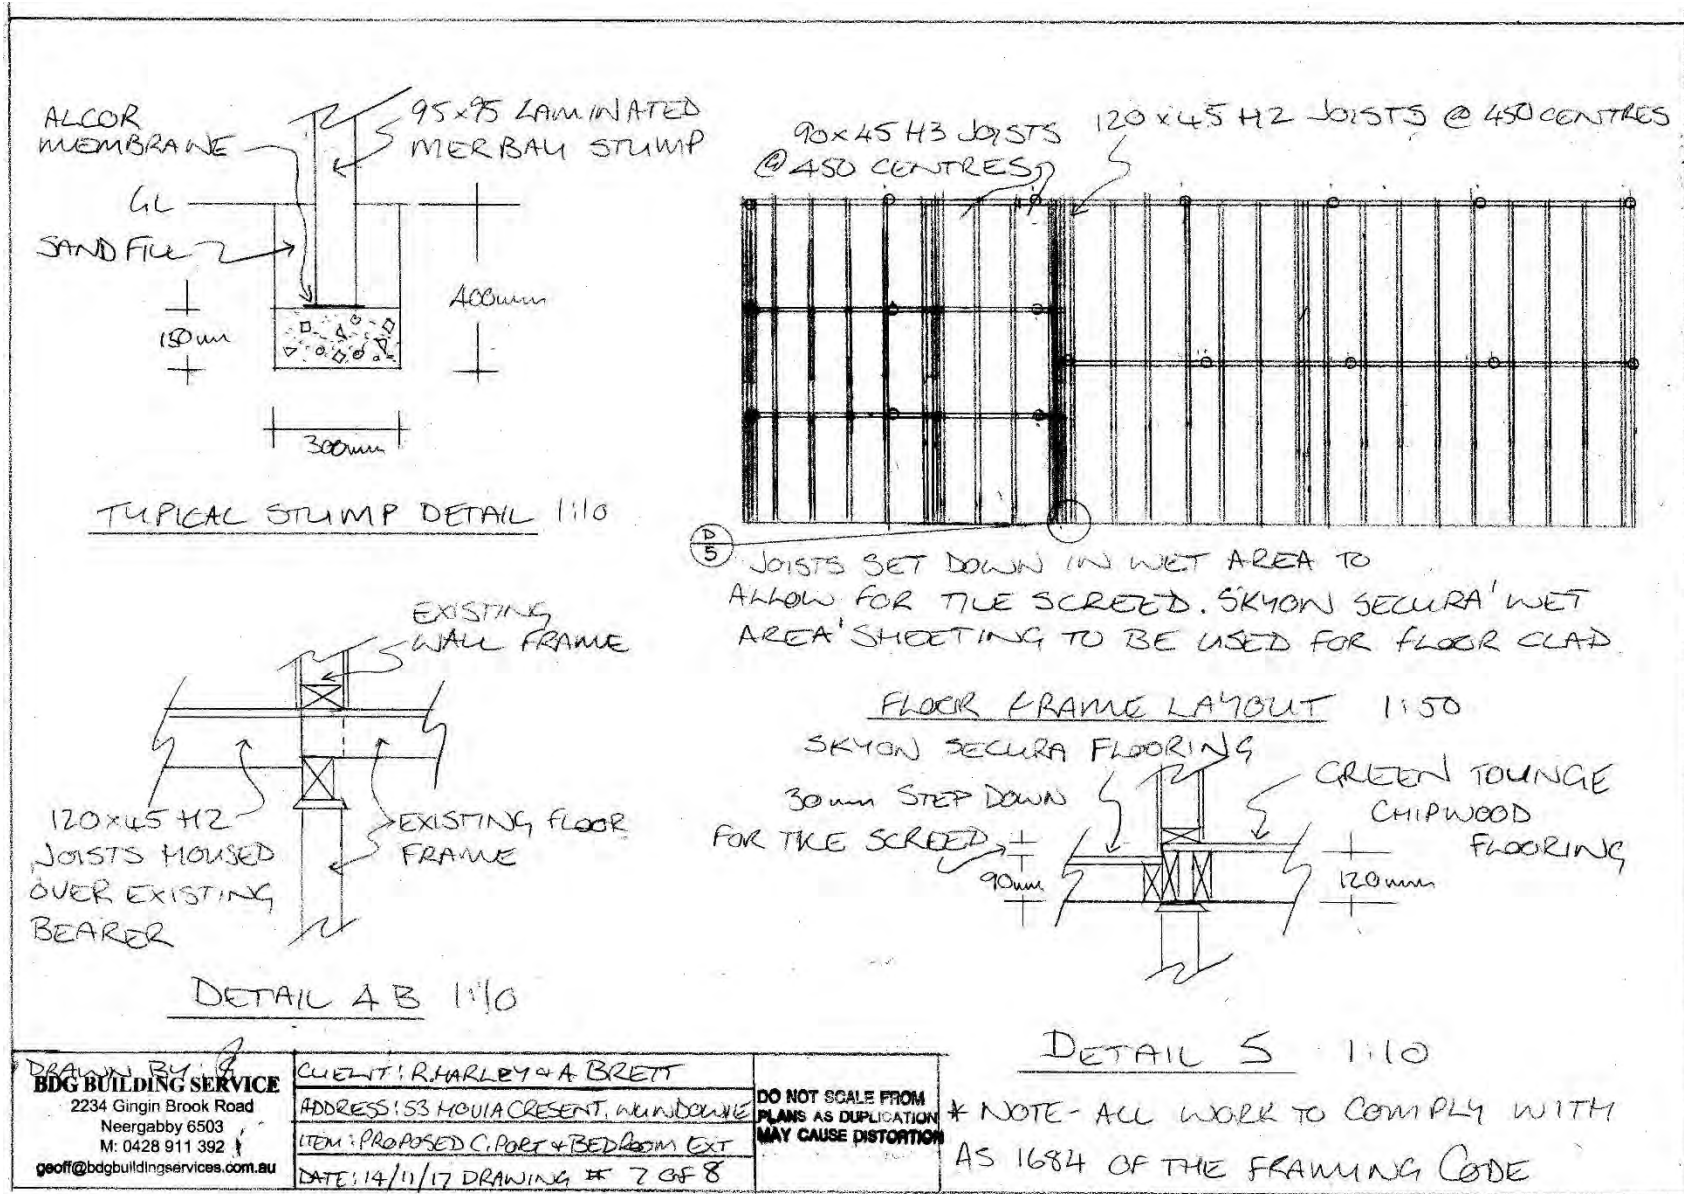 ALCOR
MEMBRANE
95x95 LAMINATED
MERBAU STUMP
GL
SAND FILL
150mm
400mm
300mm
TYPICAL STUMP DETAIL 1:10
90x45 H3 JOISTS
@ 450 CENTRES
120x45 H2 JOISTS @ 450 CENTRES
D
5
JOISTS SET DOWN IN WET AREA TO
ALLOW FOR TILE SCREED. SKYON SECURA 'WET
AREA' SHEETING TO BE USED FOR FLOOR CLAD
FLOOR FRAME LAYOUT 1:50
EXISTING
WALL FRAME
120x45 H2
JOISTS HOUSED
OVER EXISTING
BEARER
EXISTING FLOOR
FRAME
DETAIL 4B 1:10
SKYON SECURA FLOORING
30mm STEP DOWN
FOR TILE SCREED
90mm
GREEN TOUNGE
CHIPWOOD
FLOORING
120mm
DETAIL 5 1:10
* NOTE - ALL WORK TO COMPLY WITH
AS 1684 OF THE FRAMING CODE
DRAWN BY:
BDG BUILDING SERVICE
2234 Gingin Brook Road
Neergabby 6503
M: 0428 911 392
geoff@bdgbuildingservices.com.au
CLIENT: R.HARLEY & A BRETT
ADDRESS: 53 HOVIA CRESENT, WUNDOWIE
ITEM: PROPOSED C.PORT & BEDROOM EXT
DATE: 14/11/17 DRAWING # 7 OF 8
DO NOT SCALE FROM
PLANS AS DUPLICATION
MAY CAUSE DISTORTION